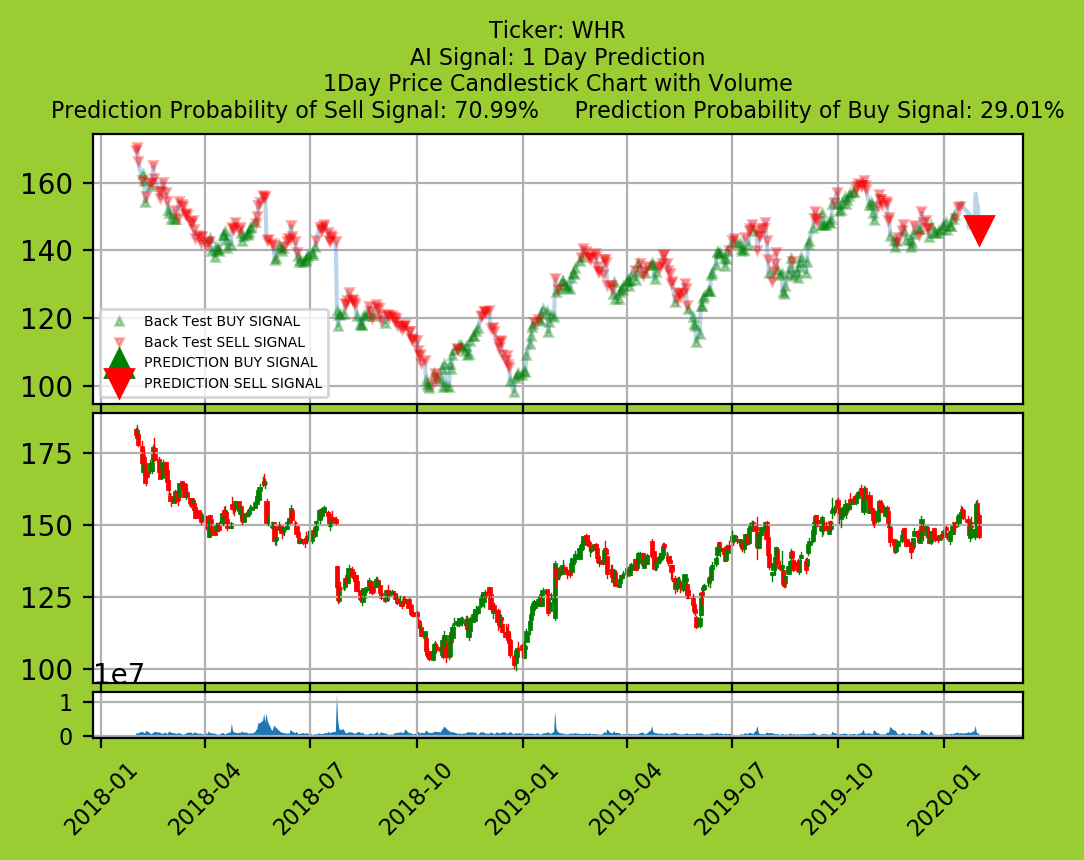 Ticker: WHR
AI Signal: 1 Day Prediction
1Day Price Candlestick Chart with Volume
Prediction Probability of Sell Signal: 70.99% Prediction Probability of Buy Signal: 29.01%
160
140
120
100
Back Test BUY SIGNAL
Back Test SELL SIGNAL
PREDICTION BUY SIGNAL
PREDICTION SELL SIGNAL
175
150
125
100
1e7
1
0
2018-01 2018-04 2018-07 2018-10 2019-01 2019-04 2019-07 2019-10 2020-01